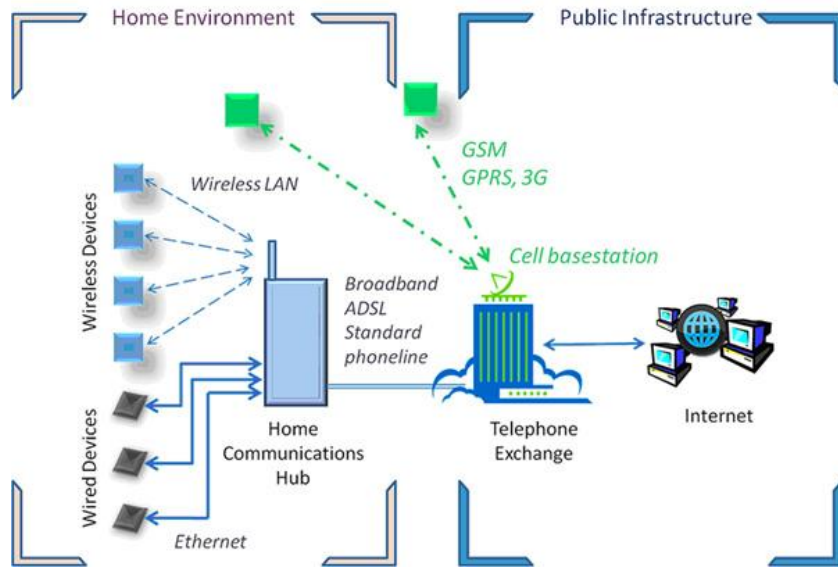 Home Environment
Public Infrastructure
GSM
GPRS, 3G
Wireless LAN
Cell basestation
Wireless Devices
Broadband
ADSL
Standard
phoneline
Internet
Home
Communications
Hub
Telephone
Exchange
Wired Devices
Ethernet